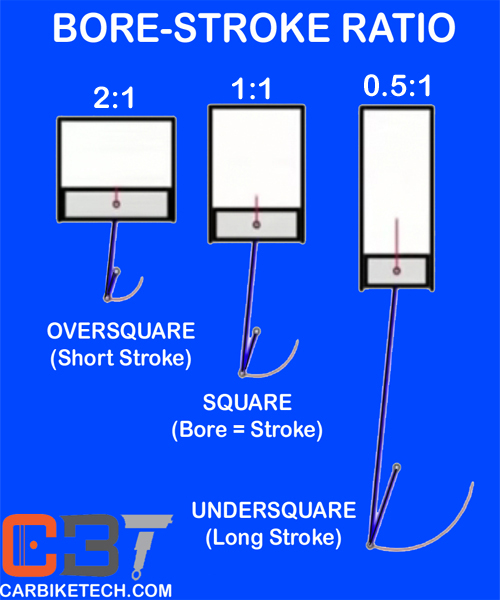 BORE-STROKE RATIO
2:1
1:1
0.5:1
OVERSQUARE
(Short Stroke)
SQUARE
(Bore = Stroke)
UNDERSQUARE
(Long Stroke)
CBT
CARBIKETECH.COM